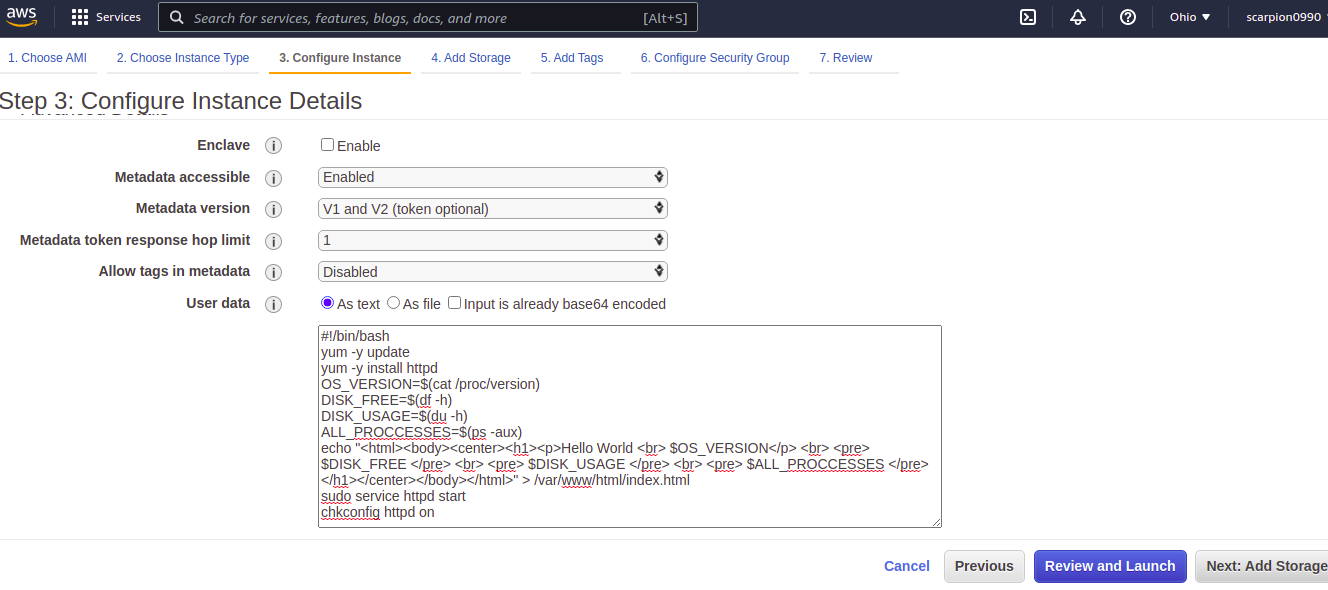 aws Services Search for services, features, blogs, docs, and more [Alt+S] Ohio scarpion0990
1. Choose AMI 2. Choose Instance Type 3. Configure Instance 4. Add Storage 5. Add Tags 6. Configure Security Group 7. Review
Step 3: Configure Instance Details
Advanced Details
Enclave i Enable
Metadata accessible i Enabled
Metadata version i V1 and V2 (token optional)
Metadata token response hop limit i 1
Allow tags in metadata i Disabled
User data i As text As file Input is already base64 encoded
#!/bin/bash
yum -y update
yum -y install httpd
OS_VERSION=$(cat /proc/version)
DISK_FREE=$(df -h)
DISK_USAGE=$(du -h)
ALL_PROCCESSES=$(ps -aux)
echo "<html><body><center><h1><p>Hello World <br> $OS_VERSION</p> <br> <pre>
$DISK_FREE </pre> <br> <pre> $DISK_USAGE </pre> <br> <pre> $ALL_PROCCESSES </pre>
</h1></center></body></html>" > /var/www/html/index.html
sudo service httpd start
chkconfig httpd on
Cancel Previous Review and Launch Next: Add Storage